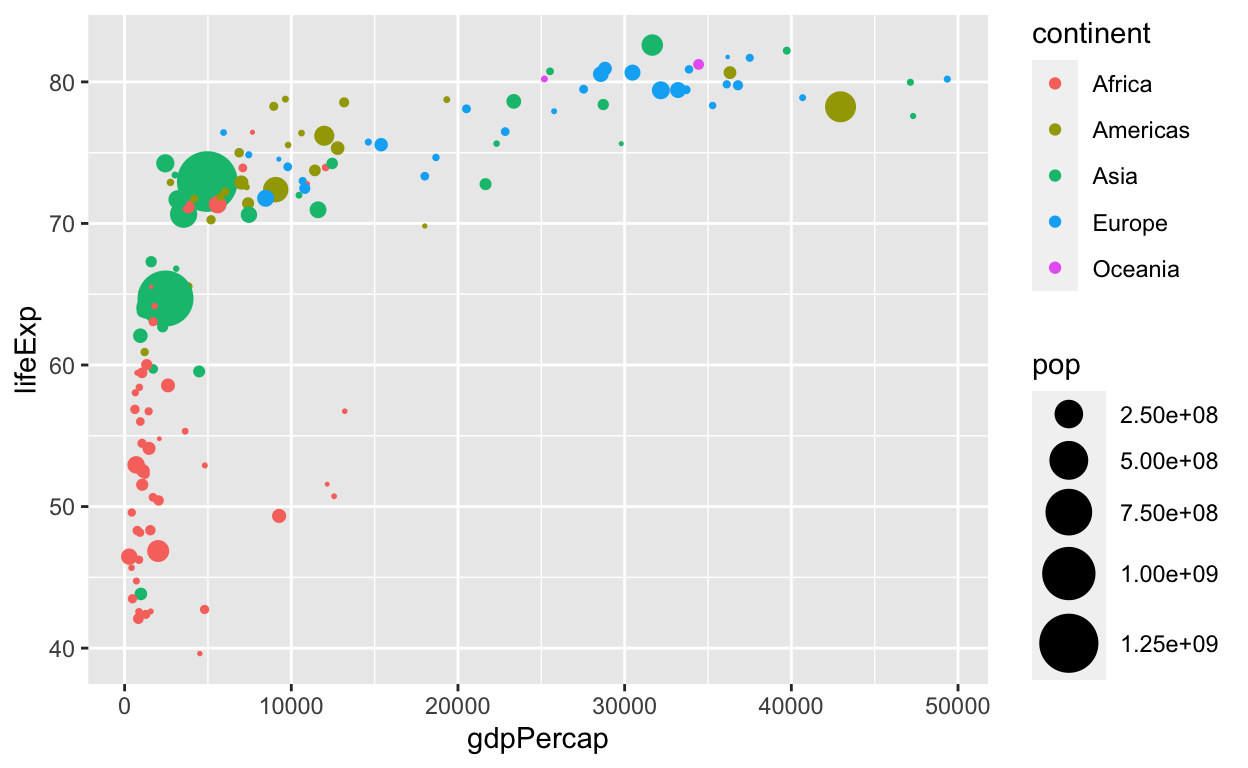 lifeExp
80
70
60
50
40
0
10000
20000
30000
40000
50000
gdpPercap
continent
Africa
Americas
Asia
Europe
Oceania
pop
2.50e+08
5.00e+08
7.50e+08
1.00e+09
1.25e+09